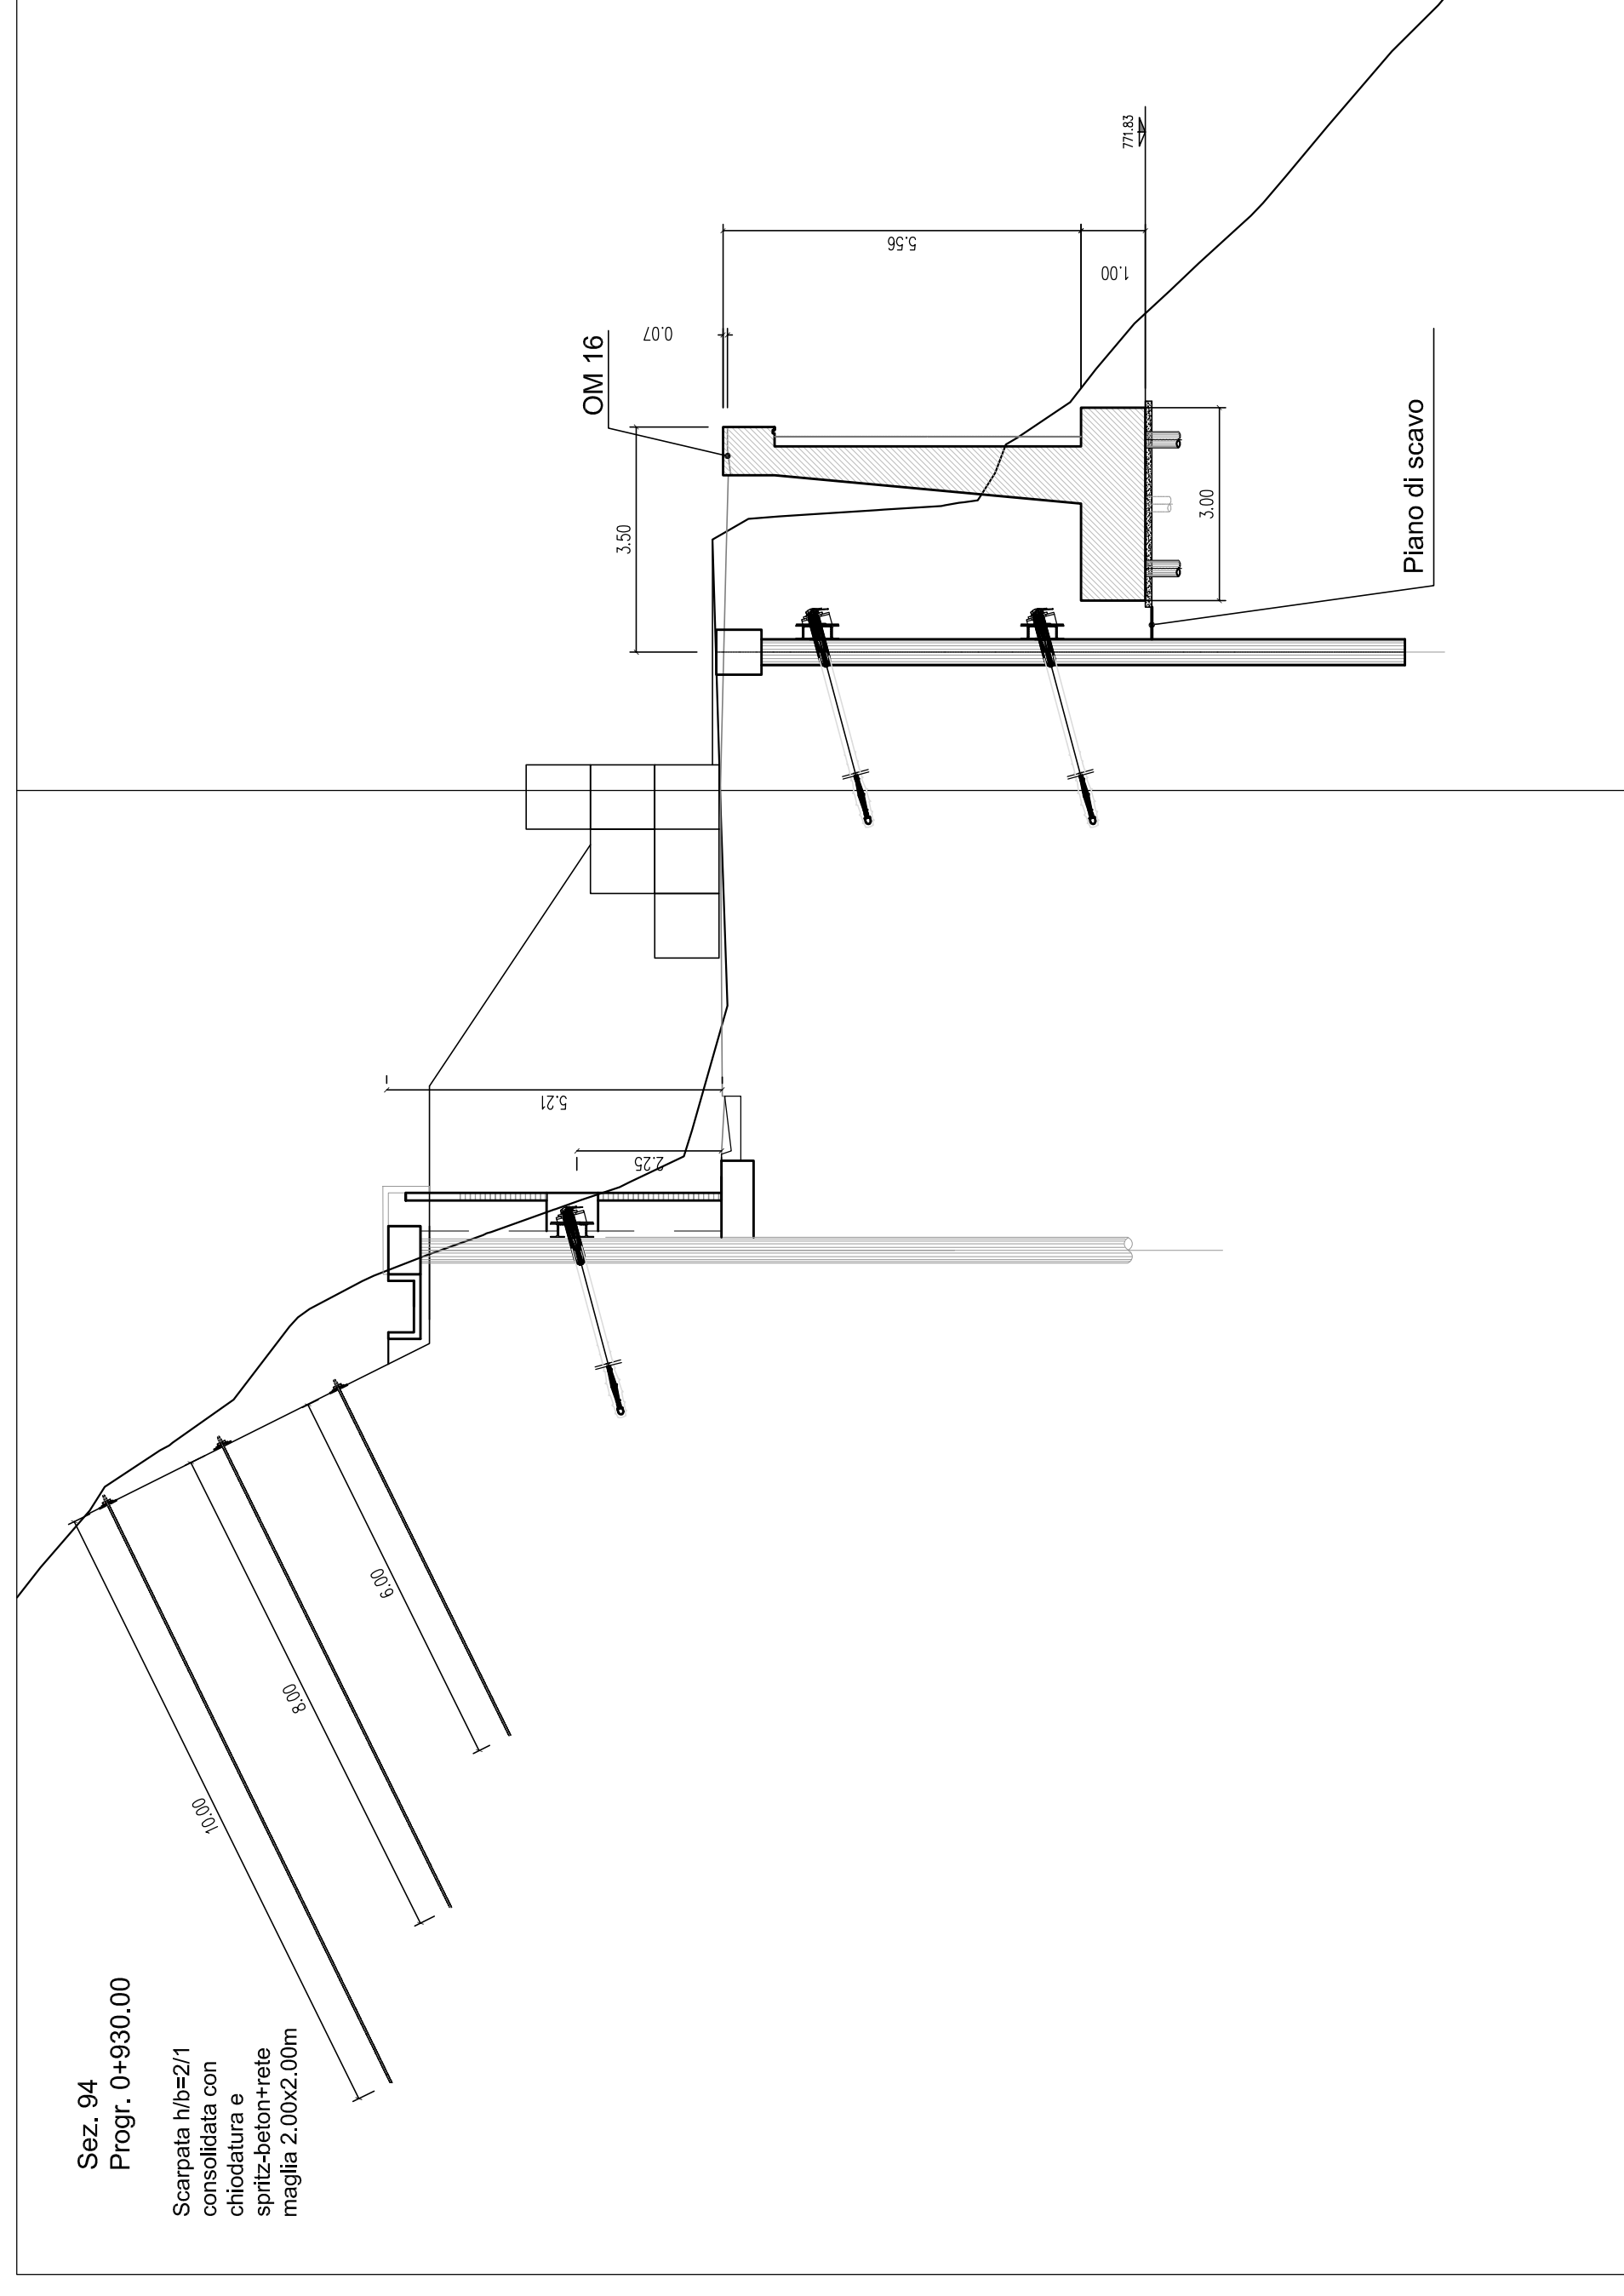 Sez. 94
Progr. 0+930.00
Scarpata h/b=2/1
consolidata con
chiodatura e
spritz-beton+rete
maglia 2.00x2.00m
10.00
8.00
6.00
5.21
2.25
OM 16
3.50
0.07
5.56
1.00
771.83
3.00
Piano di scavo